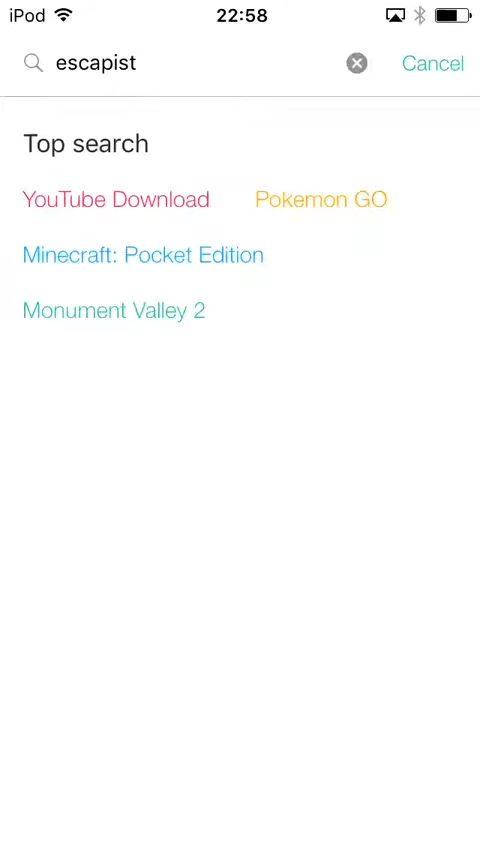 iPod 22:58
escapist Cancel
Top search
YouTube Download Pokemon GO
Minecraft: Pocket Edition
Monument Valley 2